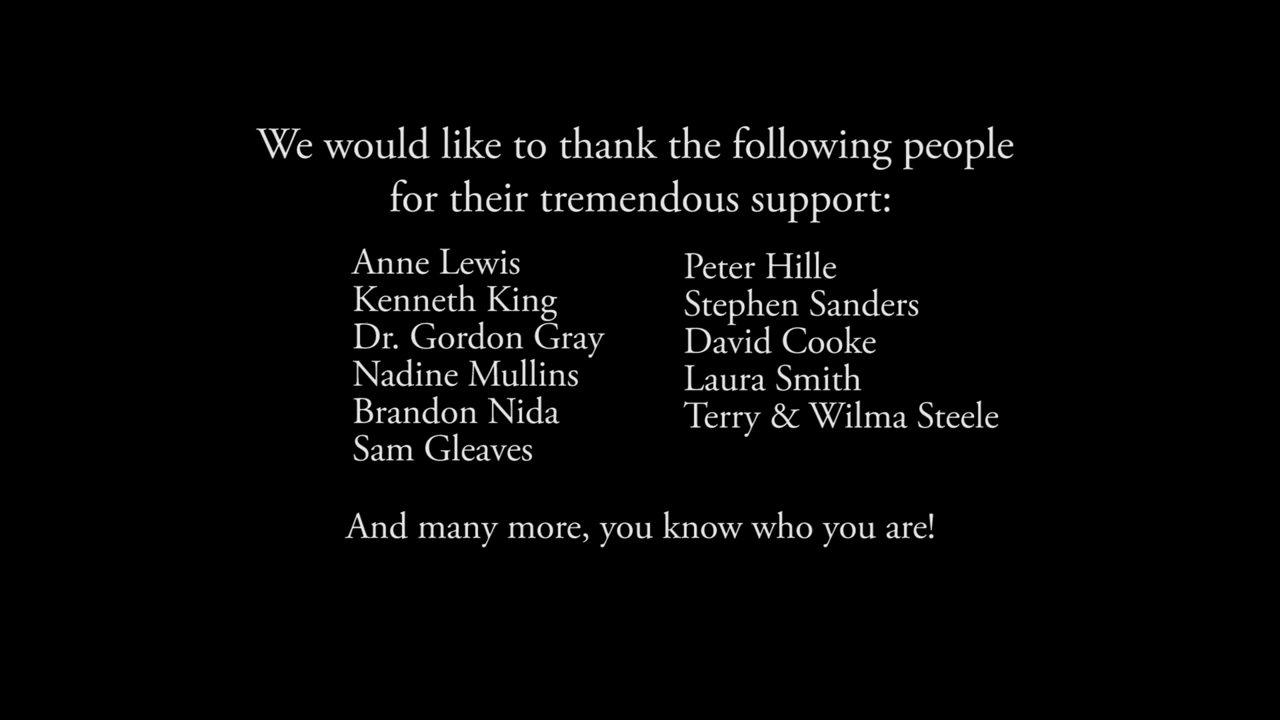 We would like to thank the following people
for their tremendous support:
Anne Lewis
Kenneth King
Dr. Gordon Gray
Nadine Mullins
Brandon Nida
Sam Gleaves
Peter Hille
Stephen Sanders
David Cooke
Laura Smith
Terry & Wilma Steele
And many more, you know who you are!